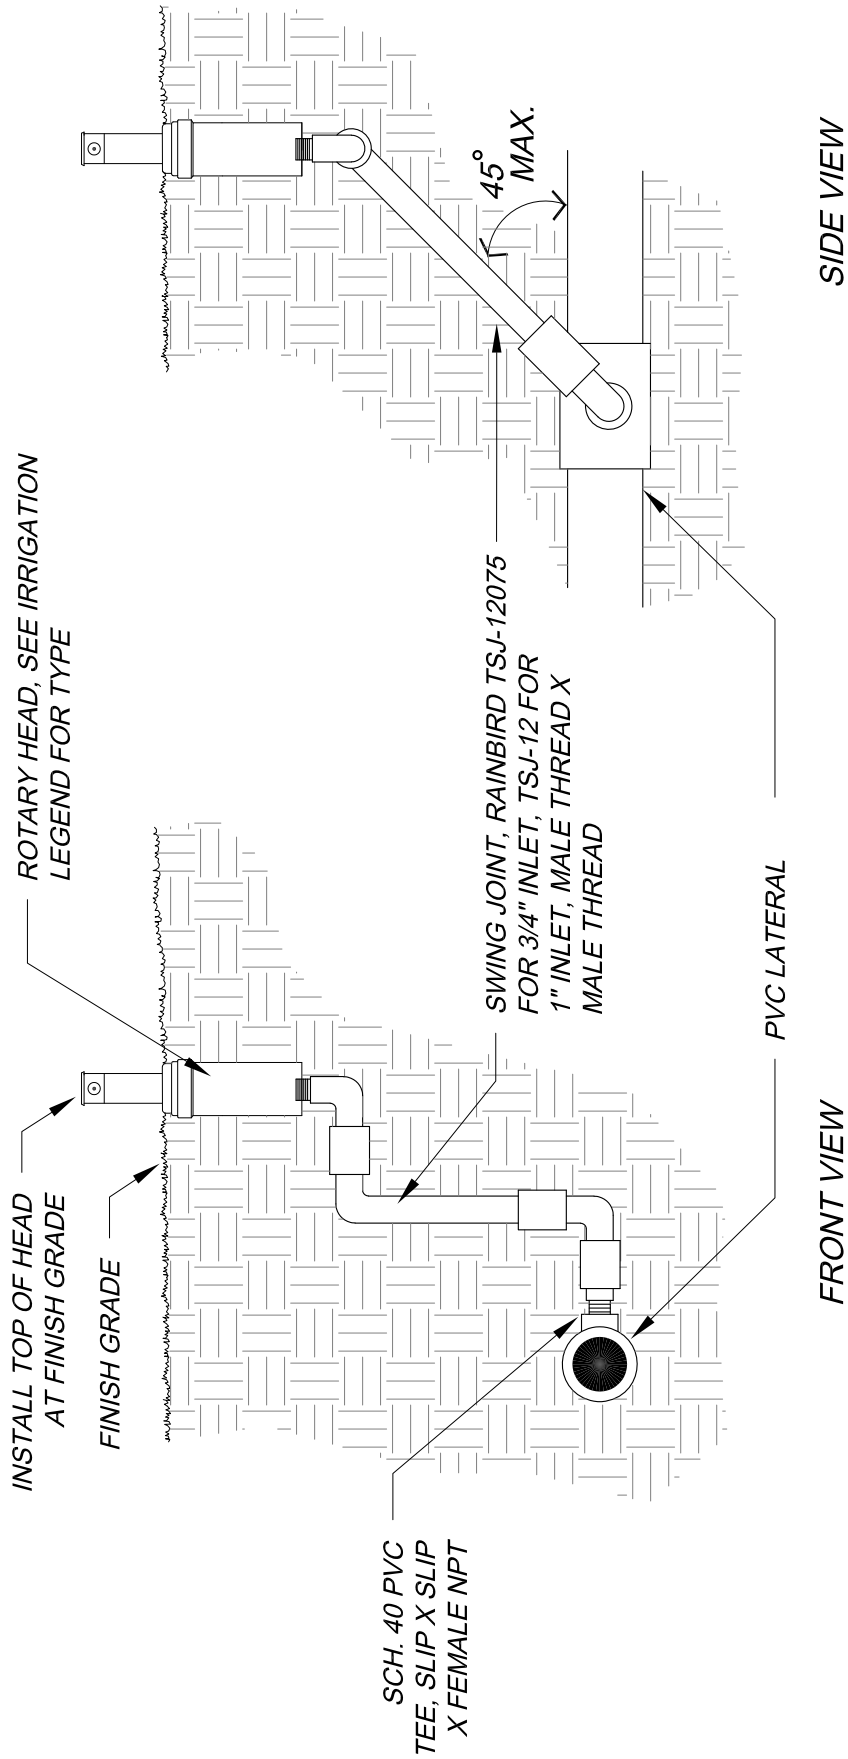 INSTALL TOP OF HEAD
AT FINISH GRADE
FINISH GRADE
ROTARY HEAD, SEE IRRIGATION
LEGEND FOR TYPE
SCH. 40 PVC
TEE, SLIP X SLIP
X FEMALE NPT
SWING JOINT, RAINBIRD TSJ-12075
FOR 3/4" INLET, TSJ-12 FOR
1" INLET, MALE THREAD X
MALE THREAD
45°
MAX.
PVC LATERAL
FRONT VIEW
SIDE VIEW